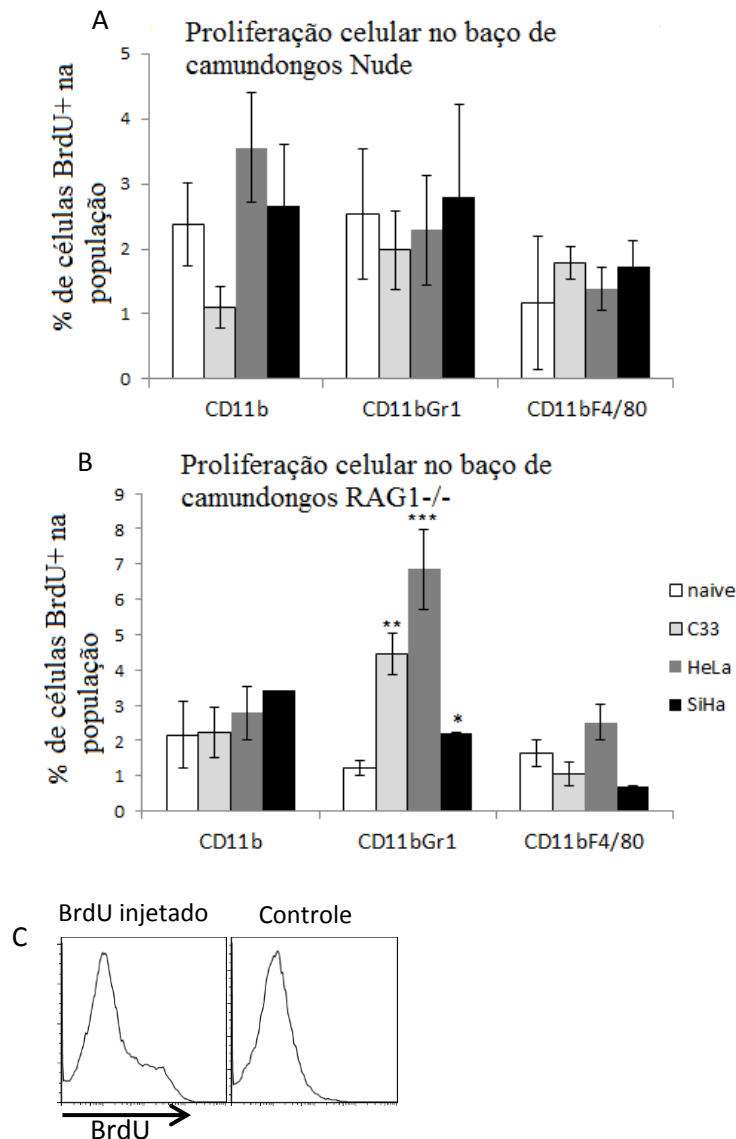 A
Proliferação celular no baço de
camundongos Nude
% de células BrdU+ na
população
5
4
3
2
1
0
CD11b
CD11bGr1
CD11bF4/80
B
Proliferação celular no baço de
camundongos RAG1-/-
% de células BrdU+ na
população
9
8
7
6
5
4
3
2
1
0
**
***
*
CD11b
CD11bGr1
CD11bF4/80
naive
C33
HeLa
SiHa
C
BrdU injetado
Controle
BrdU